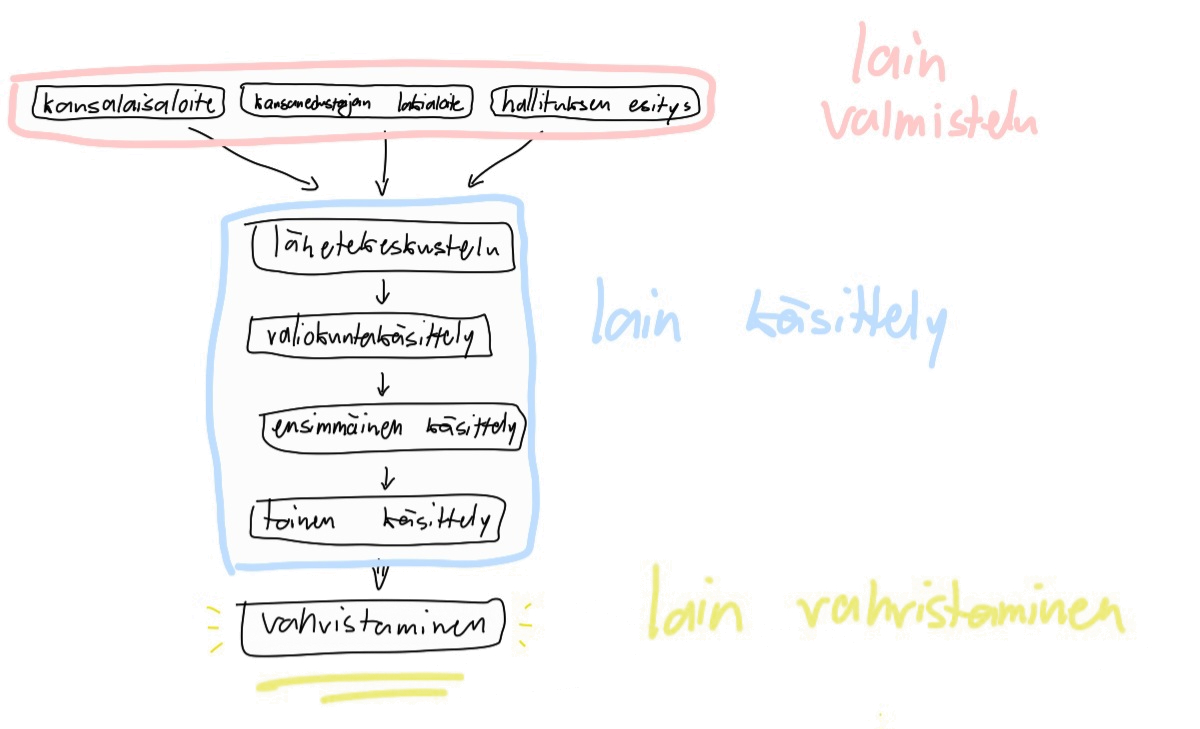 kansalaisaloite kansanedustajan lakialoite hallituksen esitys
lain
valmistelu
lähetekeskustelu
valiokuntakäsittely
lain käsittely
ensimmäinen käsittely
toinen käsittely
vahvistaminen
lain vahvistaminen